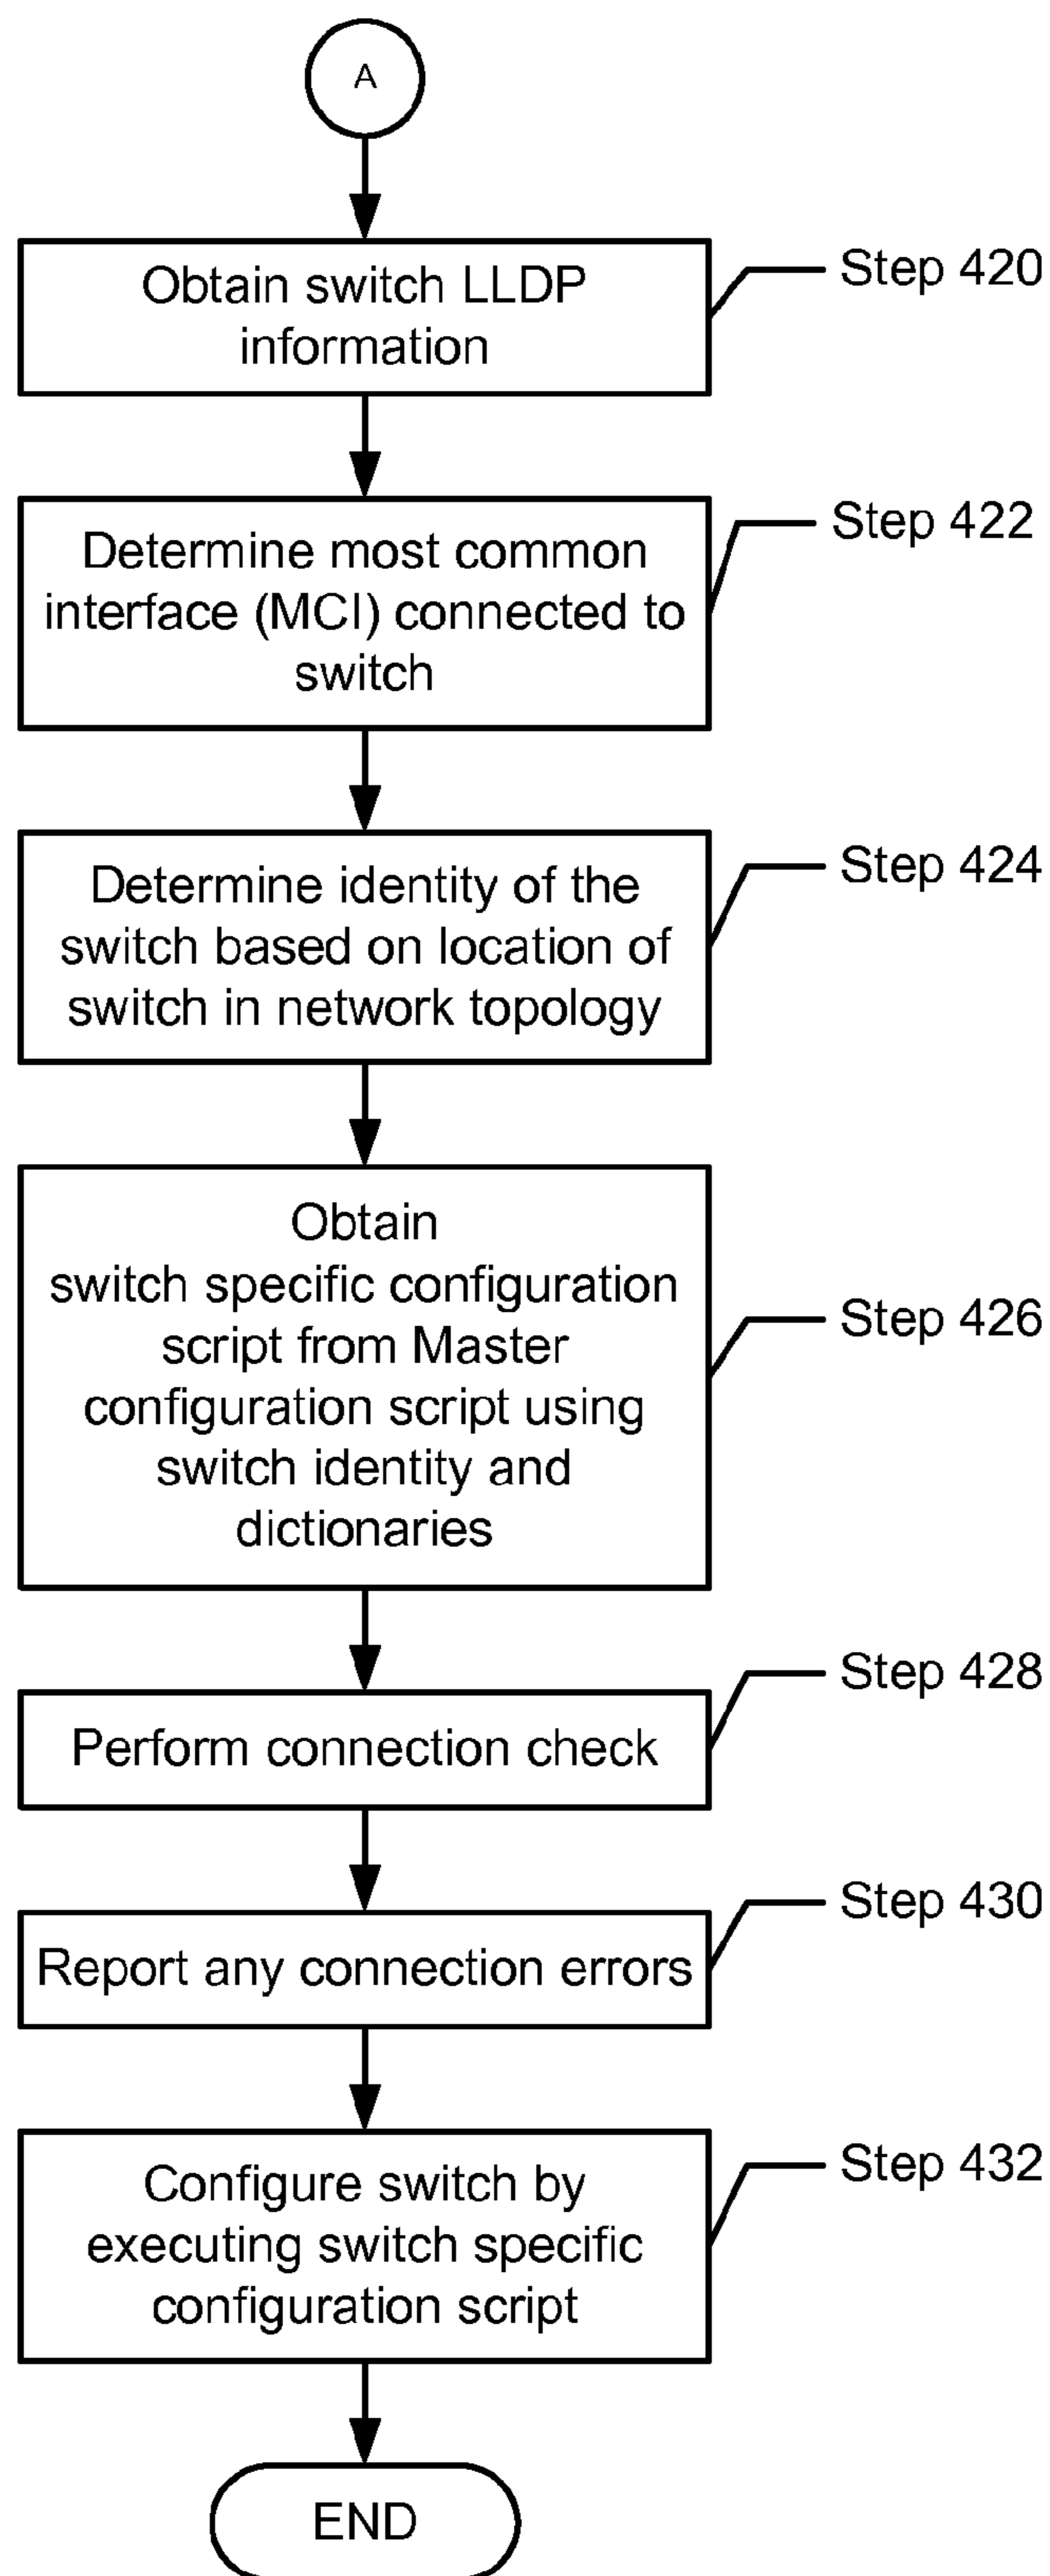 A
Obtain switch LLDP
information
Step 420
Determine most common
interface (MCI) connected to
switch
Step 422
Determine identity of the
switch based on location of
switch in network topology
Step 424
Obtain
switch specific configuration
script from Master
configuration script using
switch identity and
dictionaries
Step 426
Perform connection check
Step 428
Report any connection errors
Step 430
Configure switch by
executing switch specific
configuration script
Step 432
END